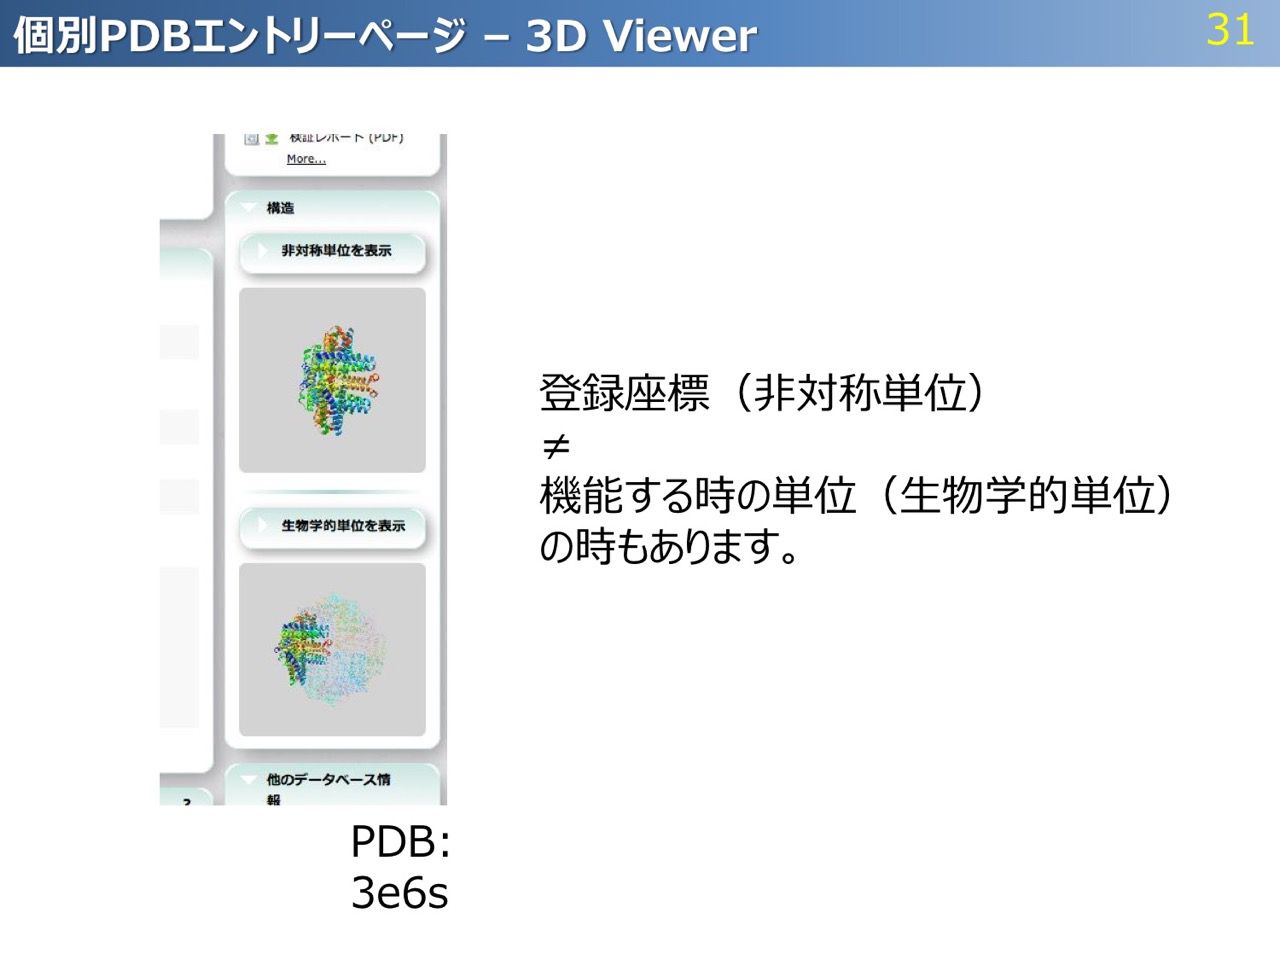 個別PDBエントリーページ – 3D Viewer
31
検証レポート (PDF)
More...
構造
非対称単位を表示
生物学的単位を表示
他のデータベース情
報
?
登録座標（非対称単位）
≠
機能する時の単位（生物学的単位）
の時もあります。
PDB:
3e6s